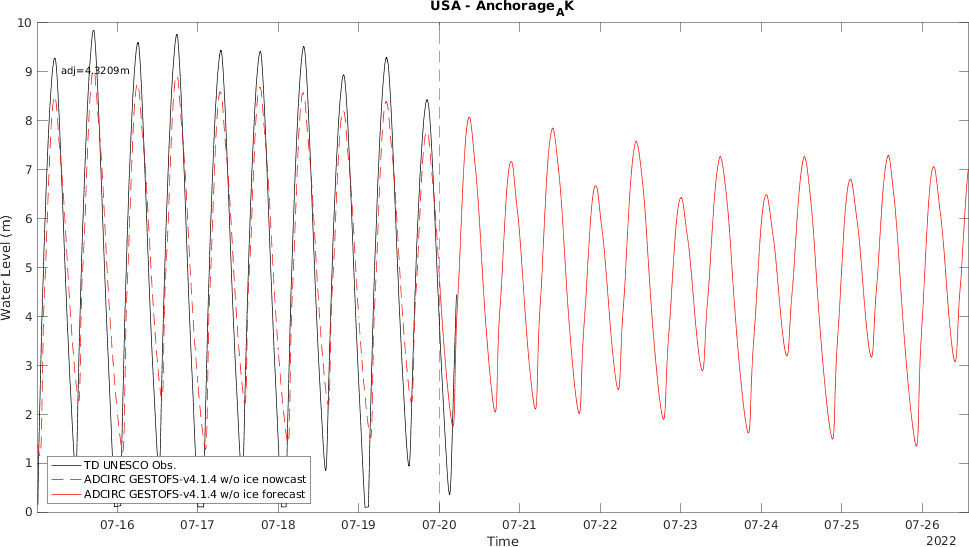 USA - Anchorage_AK
10
9
8
7
6
5
4
3
2
1
0
Water Level (m)
adj=4.3209m
TD UNESCO Obs.
ADCIRC GESTOFS-v4.1.4 w/o ice nowcast
ADCIRC GESTOFS-v4.1.4 w/o ice forecast
07-16 07-17 07-18 07-19 07-20 07-21 07-22 07-23 07-24 07-25 07-26
Time
2022